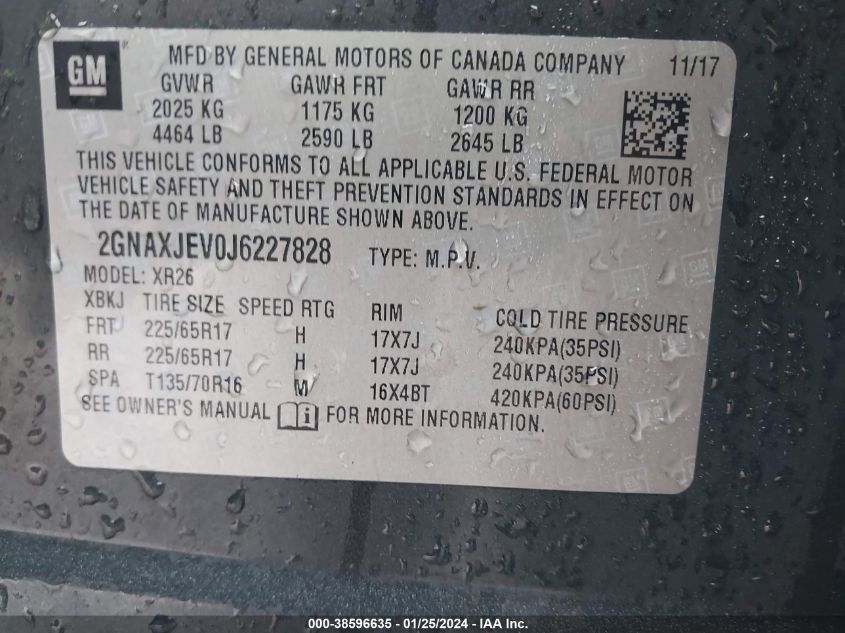 GM
MFD BY GENERAL MOTORS OF CANADA COMPANY 11/17
GVWR GAWR FRT GAWR RR
2025 KG 1175 KG 1200 KG
4464 LB 2590 LB 2645 LB
THIS VEHICLE CONFORMS TO ALL APPLICABLE U.S. FEDERAL MOTOR
VEHICLE SAFETY AND THEFT PREVENTION STANDARDS IN EFFECT ON
THE DATE OF MANUFACTURE SHOWN ABOVE.
2GNAXJEV0J6227828 TYPE: M.P.V.
MODEL: XR26
XBKJ TIRE SIZE SPEED RTG RIM COLD TIRE PRESSURE
FRT 225/65R17 H 17X7J 240KPA(35PSI)
RR 225/65R17 H 17X7J 240KPA(35PSI)
SPA T135/70R16 M 16X4BT 420KPA(60PSI)
SEE OWNER'S MANUAL i FOR MORE INFORMATION.
000-38596635 - 01/25/2024 - IAA Inc.